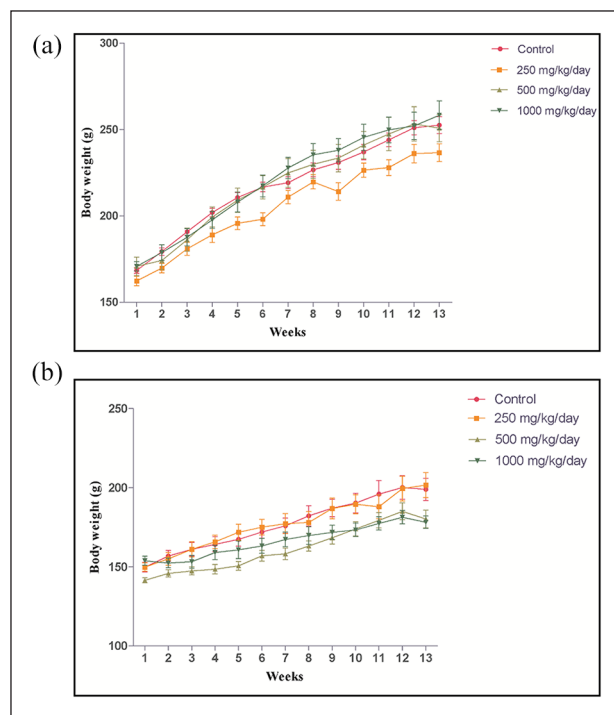 (a)
300
250
200
150
Body weight (g)
1 2 3 4 5 6 7 8 9 10 11 12 13
Weeks
Control
250 mg/kg/day
500 mg/kg/day
1000 mg/kg/day
(b)
250
200
150
100
Body weight (g)
1 2 3 4 5 6 7 8 9 10 11 12 13
Weeks
Control
250 mg/kg/day
500 mg/kg/day
1000 mg/kg/day